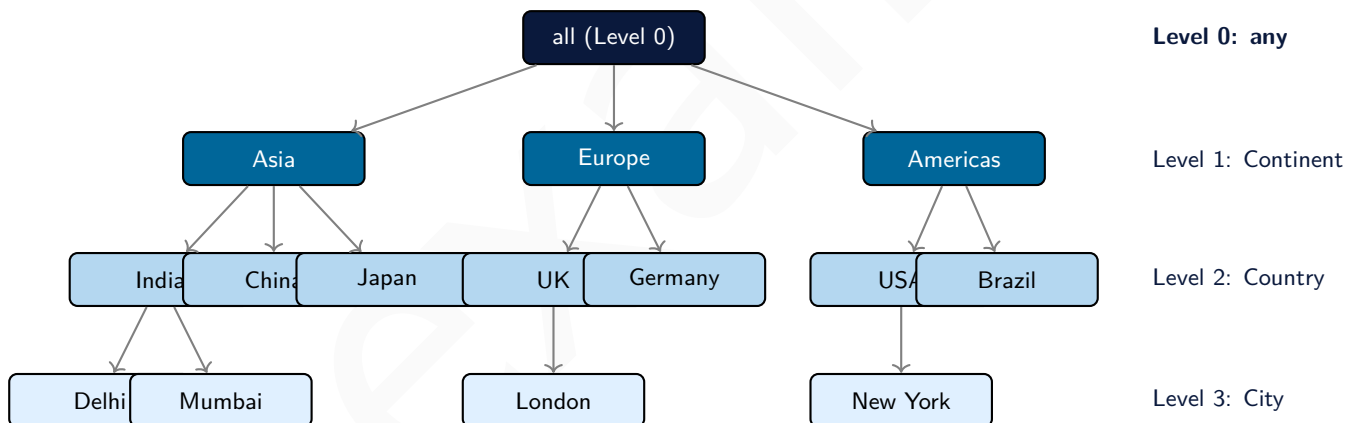 all (Level 0)
Level 0: any
Asia
Europe
Americas
Level 1: Continent
India
China
Japan
UK
Germany
USA
Brazil
Level 2: Country
Delhi
Mumbai
London
New York
Level 3: City